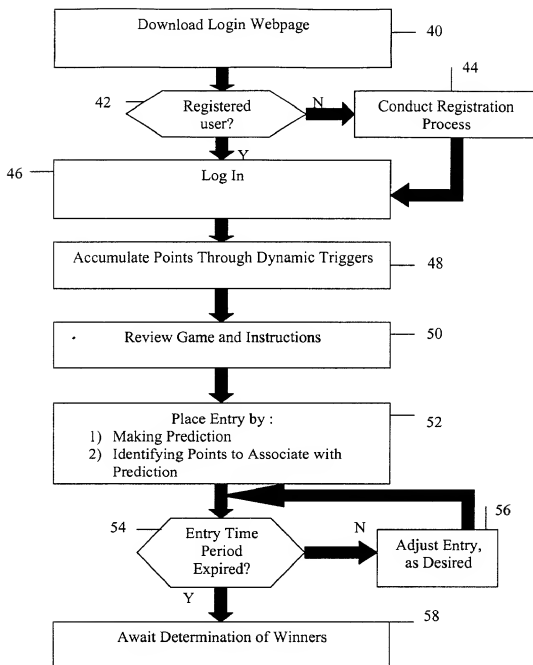 Download Login Webpage
40
44
42
Registered
user?
N
Conduct Registration
Process
Y
46
Log In
Accumulate Points Through Dynamic Triggers
48
Review Game and Instructions
50
Place Entry by :
1) Making Prediction
2) Identifying Points to Associate with
Prediction
52
54
Entry Time
Period
Expired?
N
56
Adjust Entry,
as Desired
Y
58
Await Determination of Winners